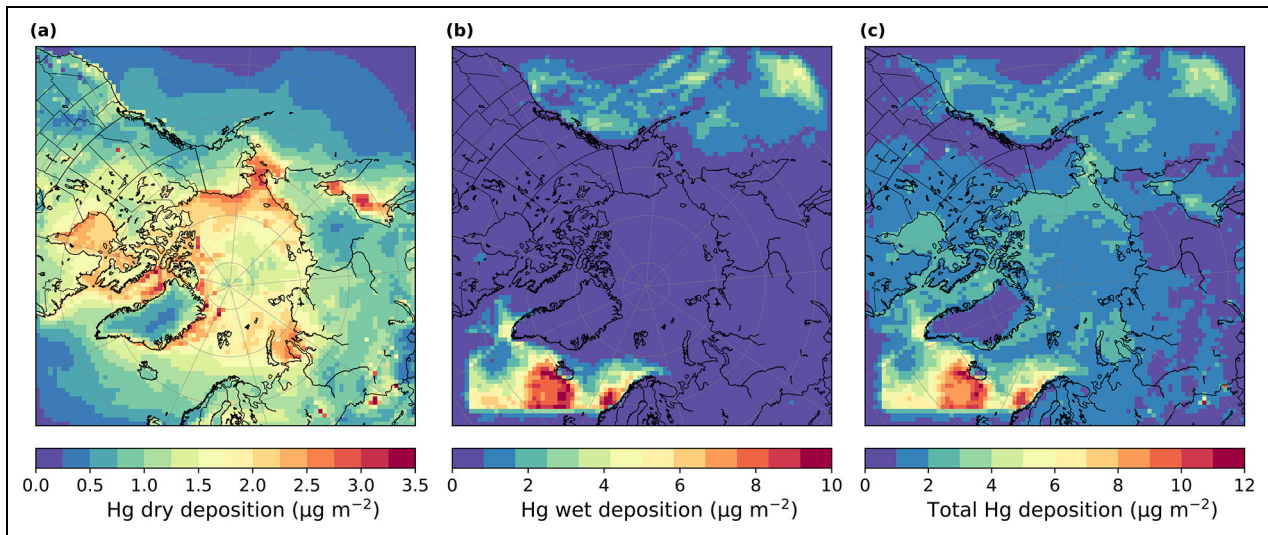 (a) (b) (c)
0.0 0.5 1.0 1.5 2.0 2.5 3.0 3.5 0 2 4 6 8 10 0 2 4 6 8 10 12
Hg dry deposition (μg m⁻²) Hg wet deposition (μg m⁻²) Total Hg deposition (μg m⁻²)